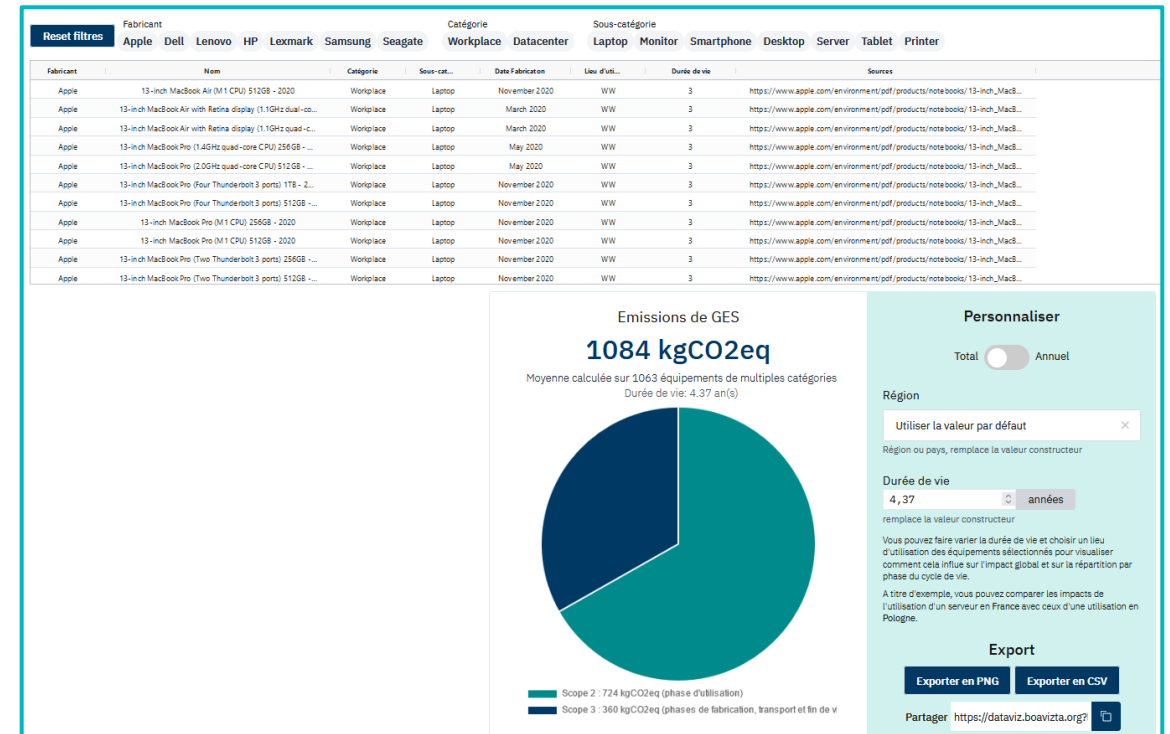 Reset filtres
Fabricant
Apple Dell Lenovo HP Lexmark Samsung Seagate
Catégorie
Workplace Datacenter
Sous-catégorie
Laptop Monitor Smartphone Desktop Server Tablet Printer
Fabricant Nom Catégorie Sous-cat... Date Fabricaton Lieu d'uti... Durée de vie Sources
Apple 13-inch MacBook Air (M1 CPU) 512GB - 2020 Workplace Laptop November 2020 WW 3 https://www.apple.com/environment/pdf/products/notebooks/13-inch_MacB...
Apple 13-inch MacBook Air with Retina display (1.1GHz dual-co... Workplace Laptop March 2020 WW 3 https://www.apple.com/environment/pdf/products/notebooks/13-inch_MacB...
Apple 13-inch MacBook Air with Retina display (1.1GHz quad-c... Workplace Laptop March 2020 WW 3 https://www.apple.com/environment/pdf/products/notebooks/13-inch_MacB...
Apple 13-inch MacBook Pro (1.4GHz quad-core CPU) 256GB - ... Workplace Laptop May 2020 WW 3 https://www.apple.com/environment/pdf/products/notebooks/13-inch_MacB...
Apple 13-inch MacBook Pro (2.0GHz quad-core CPU) 512GB - ... Workplace Laptop May 2020 WW 3 https://www.apple.com/environment/pdf/products/notebooks/13-inch_MacB...
Apple 13-inch MacBook Pro (Four Thunderbolt 3 ports) 1TB - 2... Workplace Laptop November 2020 WW 3 https://www.apple.com/environment/pdf/products/notebooks/13-inch_MacB...
Apple 13-inch MacBook Pro (Four Thunderbolt 3 ports) 512GB -... Workplace Laptop November 2020 WW 3 https://www.apple.com/environment/pdf/products/notebooks/13-inch_MacB...
Apple 13-inch MacBook Pro (M1 CPU) 256GB - 2020 Workplace Laptop November 2020 WW 3 https://www.apple.com/environment/pdf/products/notebooks/13-inch_MacB...
Apple 13-inch MacBook Pro (M1 CPU) 512GB - 2020 Workplace Laptop November 2020 WW 3 https://www.apple.com/environment/pdf/products/notebooks/13-inch_MacB...
Apple 13-inch MacBook Pro (Two Thunderbolt 3 ports) 256GB -... Workplace Laptop November 2020 WW 3 https://www.apple.com/environment/pdf/products/notebooks/13-inch_MacB...
Apple 13-inch MacBook Pro (Two Thunderbolt 3 ports) 512GB -... Workplace Laptop November 2020 WW 3 https://www.apple.com/environment/pdf/products/notebooks/13-inch_MacB...
Emissions de GES
1084 kgCO2eq
Moyenne calculée sur 1063 équipements de multiples catégories
Durée de vie: 4.37 an(s)
Scope 2 : 724 kgCO2eq (phase d'utilisation)
Scope 3 : 360 kgCO2eq (phases de fabrication, transport et fin de v
Personnaliser
Total Annuel
Région
Utiliser la valeur par défaut ×
Région ou pays, remplace la valeur constructeur
Durée de vie
4,37 années
remplace la valeur constructeur
Vous pouvez faire varier la durée de vie et choisir un lieu
d'utilisation des équipements sélectionnés pour visualiser
comment cela influe sur l'impact global et sur la répartition par
phase du cycle de vie.
A titre d'exemple, vous pouvez comparer les impacts de
l'utilisation d'un serveur en France avec ceux d'une utilisation en
Pologne.
Export
Exporter en PNG Exporter en CSV
Partager https://dataviz.boavizta.org?